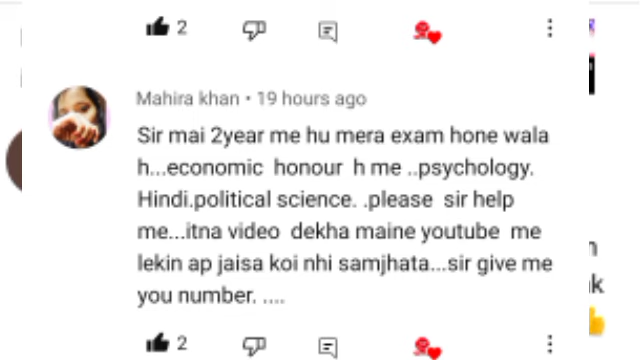 2
Mahira khan • 19 hours ago
Sir mai 2year me hu mera exam hone wala
h...economic honour h me ..psychology.
Hindi.political science. .please sir help
me...itna video dekha maine youtube me
lekin ap jaisa koi nhi samjhata...sir give me
you number. ....
2